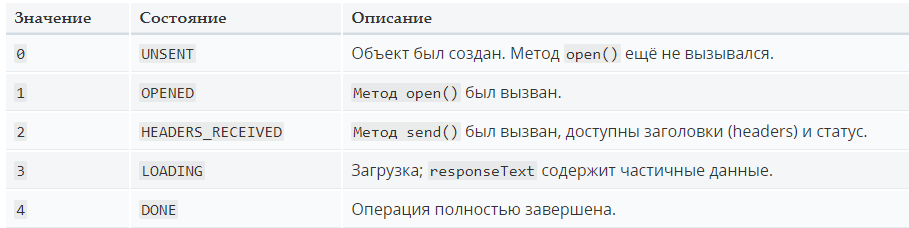 Значение Состояние Описание
0 UNSENT Объект был создан. Метод open() ещё не вызывался.
1 OPENED Метод open() был вызван.
2 HEADERS_RECEIVED Метод send() был вызван, доступны заголовки (headers) и статус.
3 LOADING Загрузка; responseText содержит частичные данные.
4 DONE Операция полностью завершена.